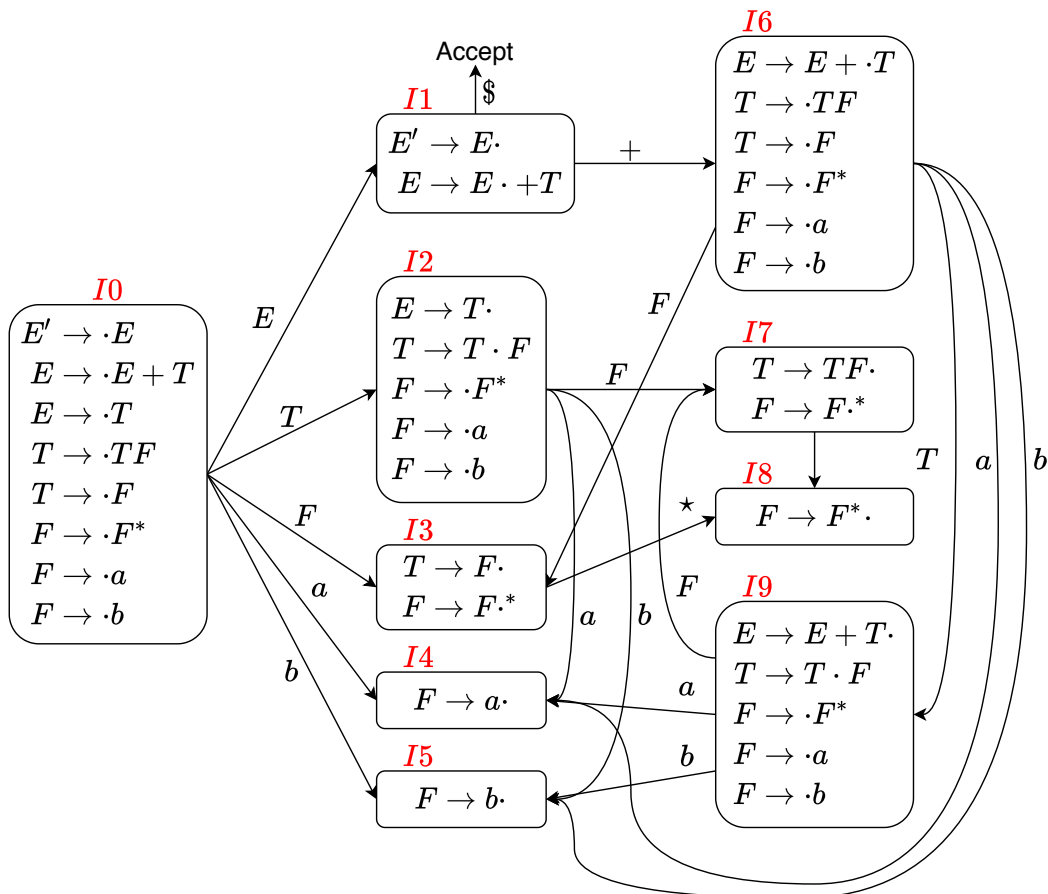 I0
E′ → ·E
E → ·E + T
E → ·T
T → ·TF
T → ·F
F → ·F*
F → ·a
F → ·b
E
T
F
a
b
Accept
$
I1
E′ → E·
E → E · +T
+
I2
E → T·
T → T · F
F → ·F*
F → ·a
F → ·b
F
a
b
I3
T → F·
F → F·*
⋆
I4
F → a·
I5
F → b·
I6
E → E + ·T
T → ·TF
T → ·F
F → ·F*
F → ·a
F → ·b
F
T
a
b
I7
T → TF·
F → F·*
I8
F → F*·
I9
E → E + T·
T → T · F
F → ·F*
F → ·a
F → ·b
F
a
b